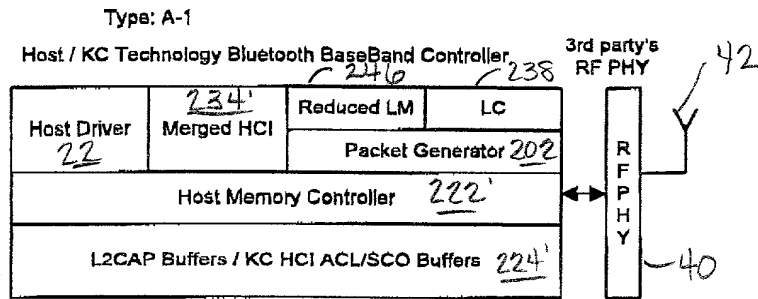 Type: A-1
Host / KC Technology Bluetooth BaseBand Controller
3rd party's
RF PHY
42
246
238
234'
Host Driver
22
Merged HCI
Reduced LM
LC
Packet Generator 202
Host Memory Controller 222'
L2CAP Buffers / KC HCI ACL/SCO Buffers 224'
R
F
P
H
Y
40